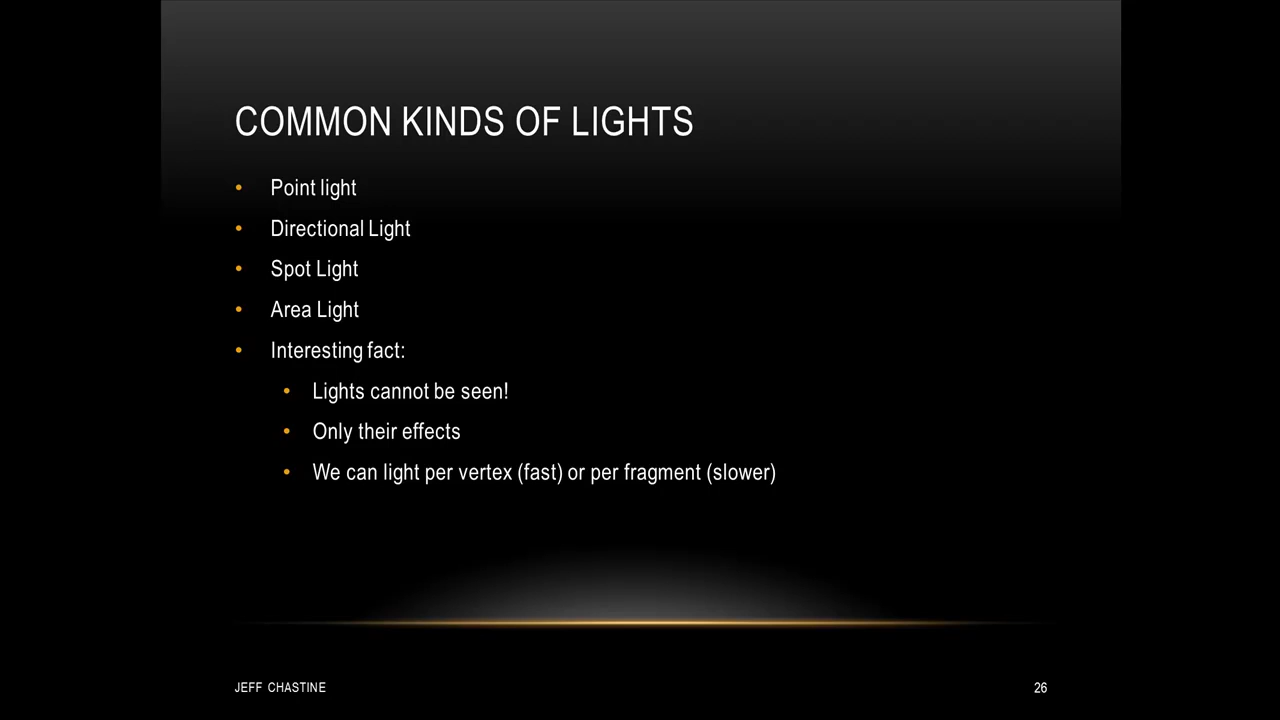 COMMON KINDS OF LIGHTS
• Point light
• Directional Light
• Spot Light
• Area Light
• Interesting fact:
• Lights cannot be seen!
• Only their effects
• We can light per vertex (fast) or per fragment (slower)
JEFF CHASTINE
26